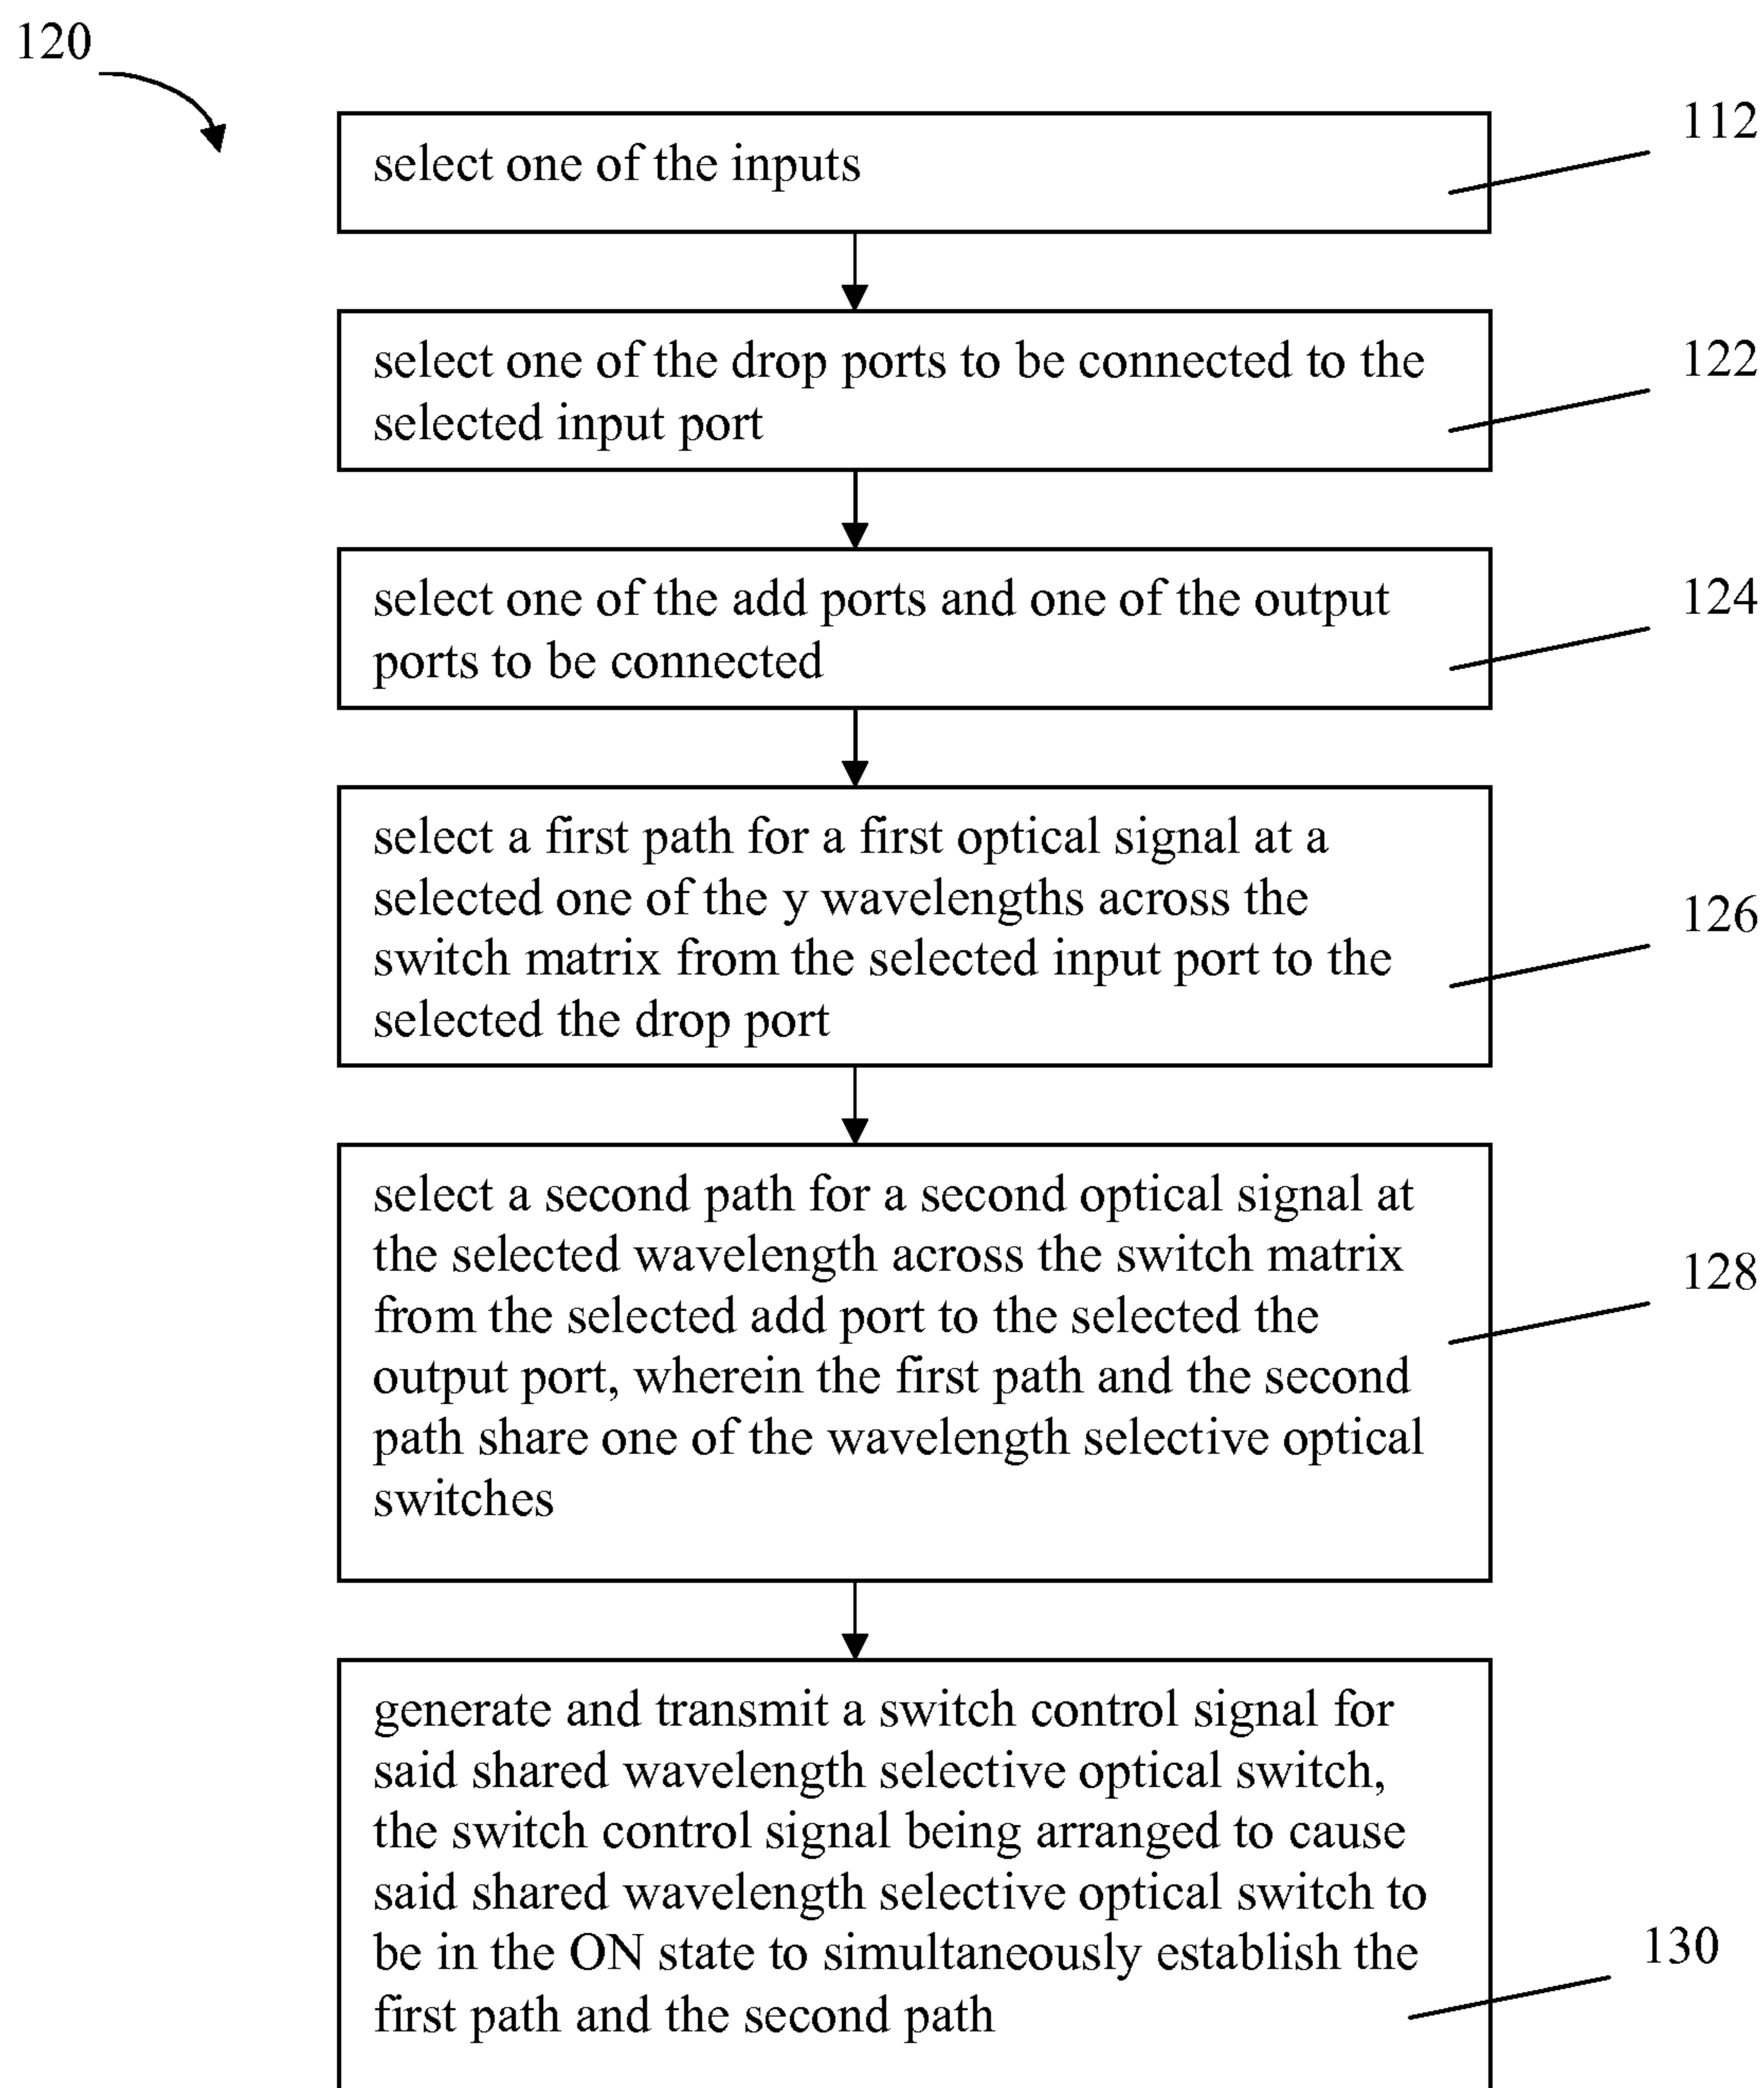 120
112
select one of the inputs
122
select one of the drop ports to be connected to the
selected input port
124
select one of the add ports and one of the output
ports to be connected
126
select a first path for a first optical signal at a
selected one of the y wavelengths across the
switch matrix from the selected input port to the
selected the drop port
128
select a second path for a second optical signal at
the selected wavelength across the switch matrix
from the selected add port to the selected the
output port, wherein the first path and the second
path share one of the wavelength selective optical
switches
130
generate and transmit a switch control signal for
said shared wavelength selective optical switch,
the switch control signal being arranged to cause
said shared wavelength selective optical switch to
be in the ON state to simultaneously establish the
first path and the second path